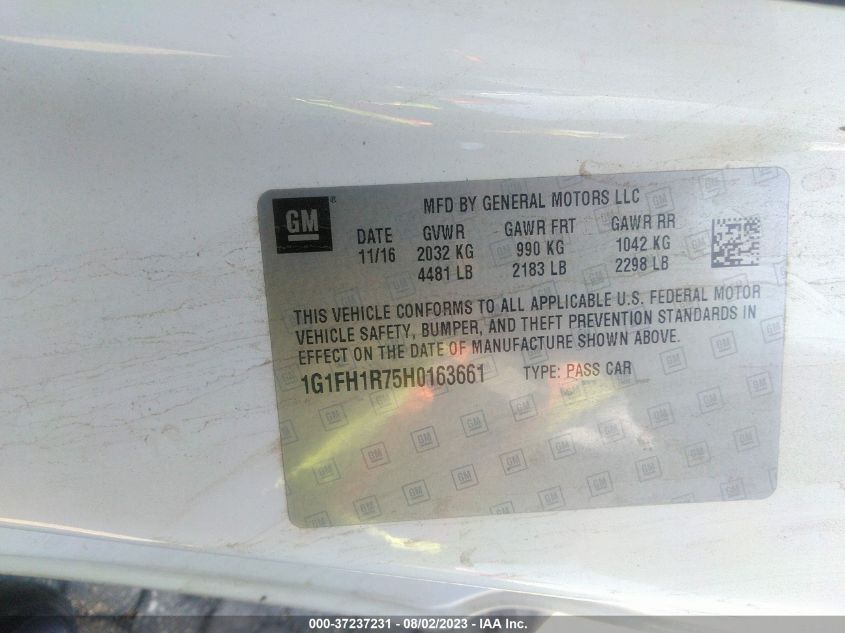 GM ®
MFD BY GENERAL MOTORS LLC
DATE GVWR GAWR FRT GAWR RR
11/16 2032 KG 990 KG 1042 KG
4481 LB 2183 LB 2298 LB
THIS VEHICLE CONFORMS TO ALL APPLICABLE U.S. FEDERAL MOTOR
VEHICLE SAFETY, BUMPER, AND THEFT PREVENTION STANDARDS IN
EFFECT ON THE DATE OF MANUFACTURE SHOWN ABOVE.
1G1FH1R75H0163661 TYPE: PASS CAR
000-37237231 - 08/02/2023 - IAA Inc.